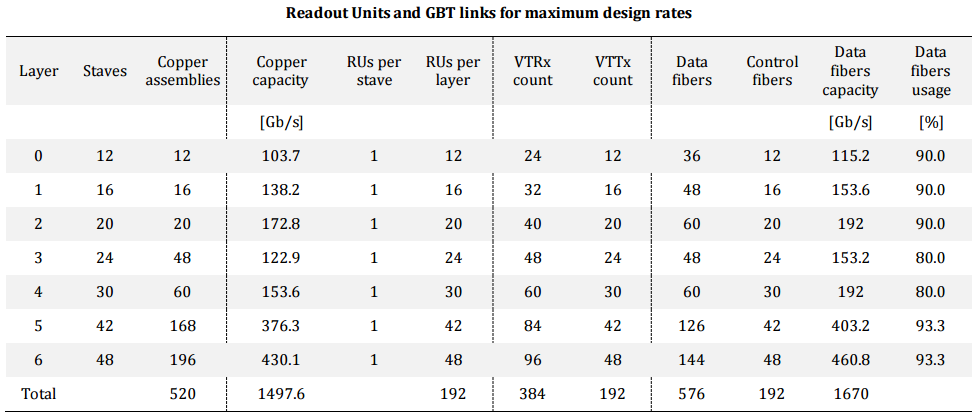 Readout Units and GBT links for maximum design rates
Layer Staves Copper assemblies Copper capacity RUs per stave RUs per layer VTRx count VTTx count Data fibers Control fibers Data fibers capacity Data fibers usage
[Gb/s] [Gb/s] [%]
0 12 12 103.7 1 12 24 12 36 12 115.2 90.0
1 16 16 138.2 1 16 32 16 48 16 153.6 90.0
2 20 20 172.8 1 20 40 20 60 20 192 90.0
3 24 48 122.9 1 24 48 24 48 24 153.2 80.0
4 30 60 153.6 1 30 60 30 60 30 192 80.0
5 42 168 376.3 1 42 84 42 126 42 403.2 93.3
6 48 196 430.1 1 48 96 48 144 48 460.8 93.3
Total 520 1497.6 192 384 192 576 192 1670